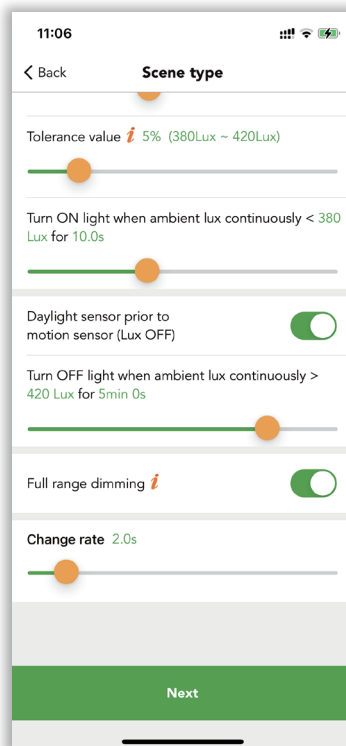 11:06
Back
Scene type
Tolerance value i 5% (380Lux ~ 420Lux)
Turn ON light when ambient lux continuously < 380
Lux for 10.0s
Daylight sensor prior to
motion sensor (Lux OFF)
Turn OFF light when ambient lux continuously >
420 Lux for 5min 0s
Full range dimming i
Change rate 2.0s
Next